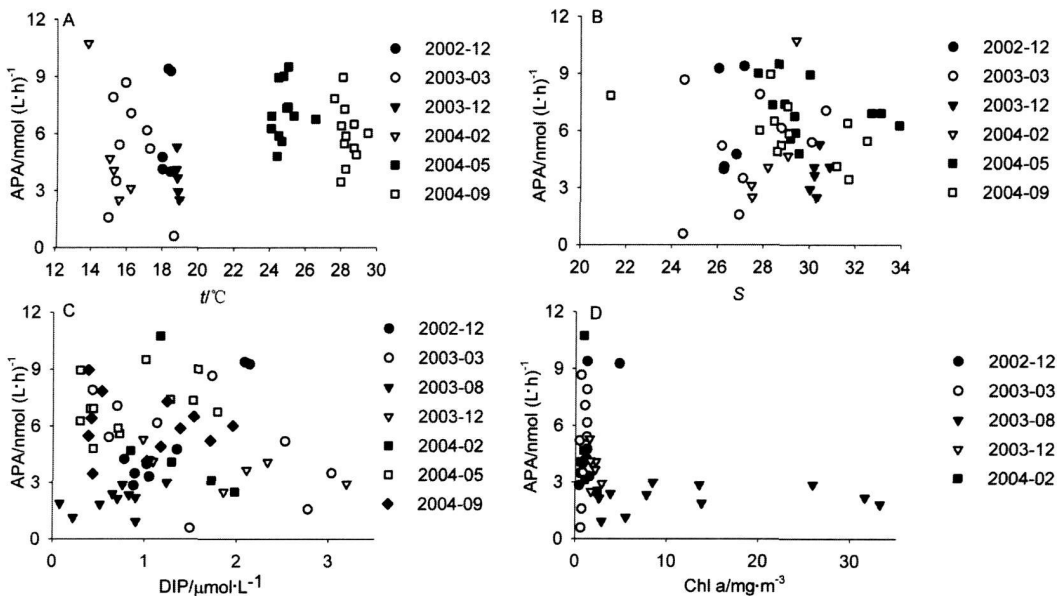 A
APA/nmol (L·h)⁻¹
12
9
6
3
0
12 14 16 18 20 22 24 26 28 30
t/℃
2002-12
2003-03
2003-12
2004-02
2004-05
2004-09
B
APA/nmol (L·h)⁻¹
12
9
6
3
0
20 22 24 26 28 30 32 34
S
2002-12
2003-03
2003-12
2004-02
2004-05
2004-09
C
APA/nmol (L·h)⁻¹
12
9
6
3
0
0 1 2 3
DIP/μmol·L⁻¹
2002-12
2003-03
2003-08
2003-12
2004-02
2004-05
2004-09
D
APA/nmol (L·h)⁻¹
12
9
6
3
0
0 10 20 30
Chl a/mg·m⁻³
2002-12
2003-03
2003-08
2003-12
2004-02